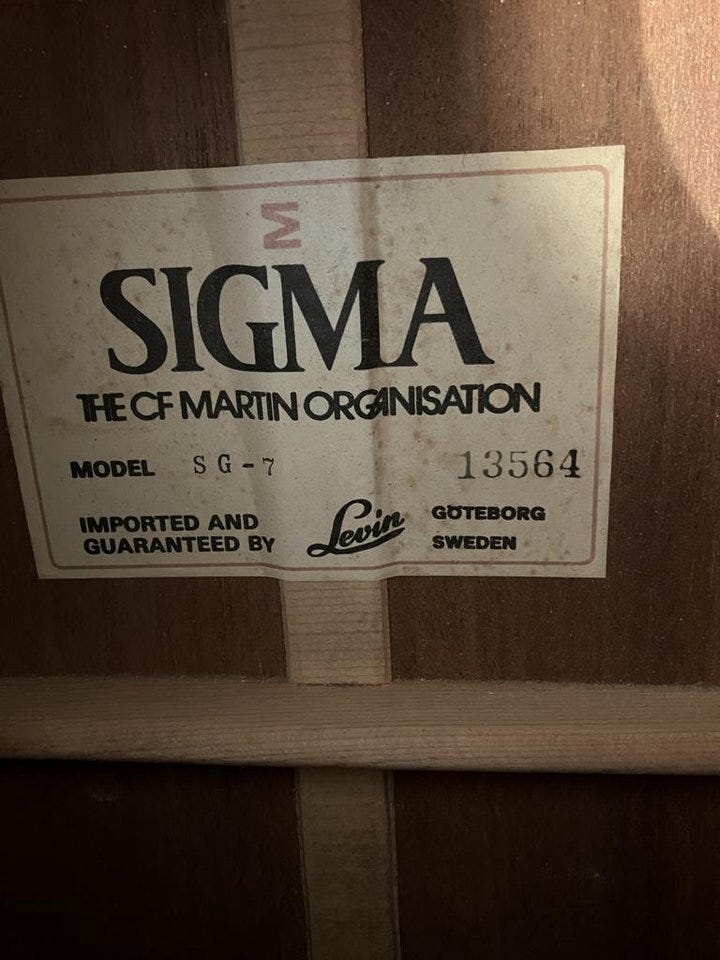 M
SIGMA
THE CF MARTIN ORGANISATION
MODEL SG-7 13564
IMPORTED AND GUARANTEED BY Levin GÖTEBORG SWEDEN